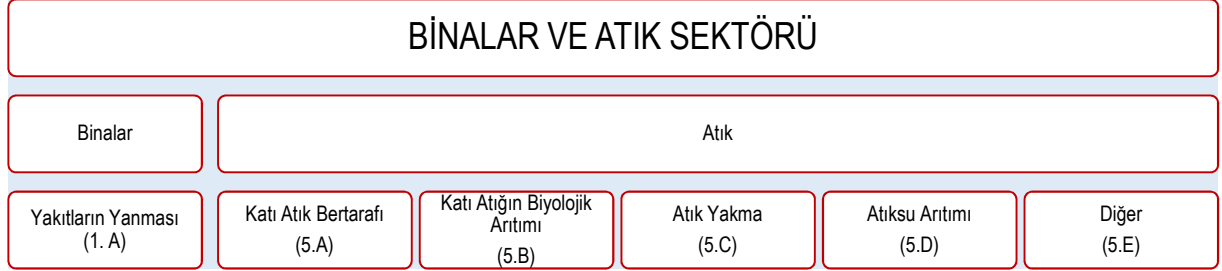 BİNALAR VE ATIK SEKTÖRÜ
Binalar
Atık
Yakıtların Yanması
(1. A)
Katı Atık Bertarafı
(5.A)
Katı Atığın Biyolojik
Arıtımı
(5.B)
Atık Yakma
(5.C)
Atıksu Arıtımı
(5.D)
Diğer
(5.E)